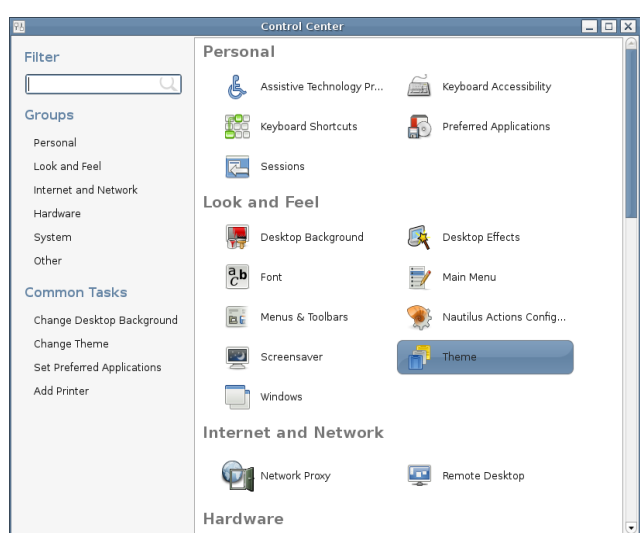 Control Center
Filter
Groups
Personal
Look and Feel
Internet and Network
Hardware
System
Other
Common Tasks
Change Desktop Background
Change Theme
Set Preferred Applications
Add Printer
Personal
Assistive Technology Pr... Keyboard Accessibility
Keyboard Shortcuts Preferred Applications
Sessions
Look and Feel
Desktop Background Desktop Effects
a b c Font Main Menu
Menus & Toolbars Nautilus Actions Config...
Screensaver Theme
Windows
Internet and Network
Network Proxy Remote Desktop
Hardware